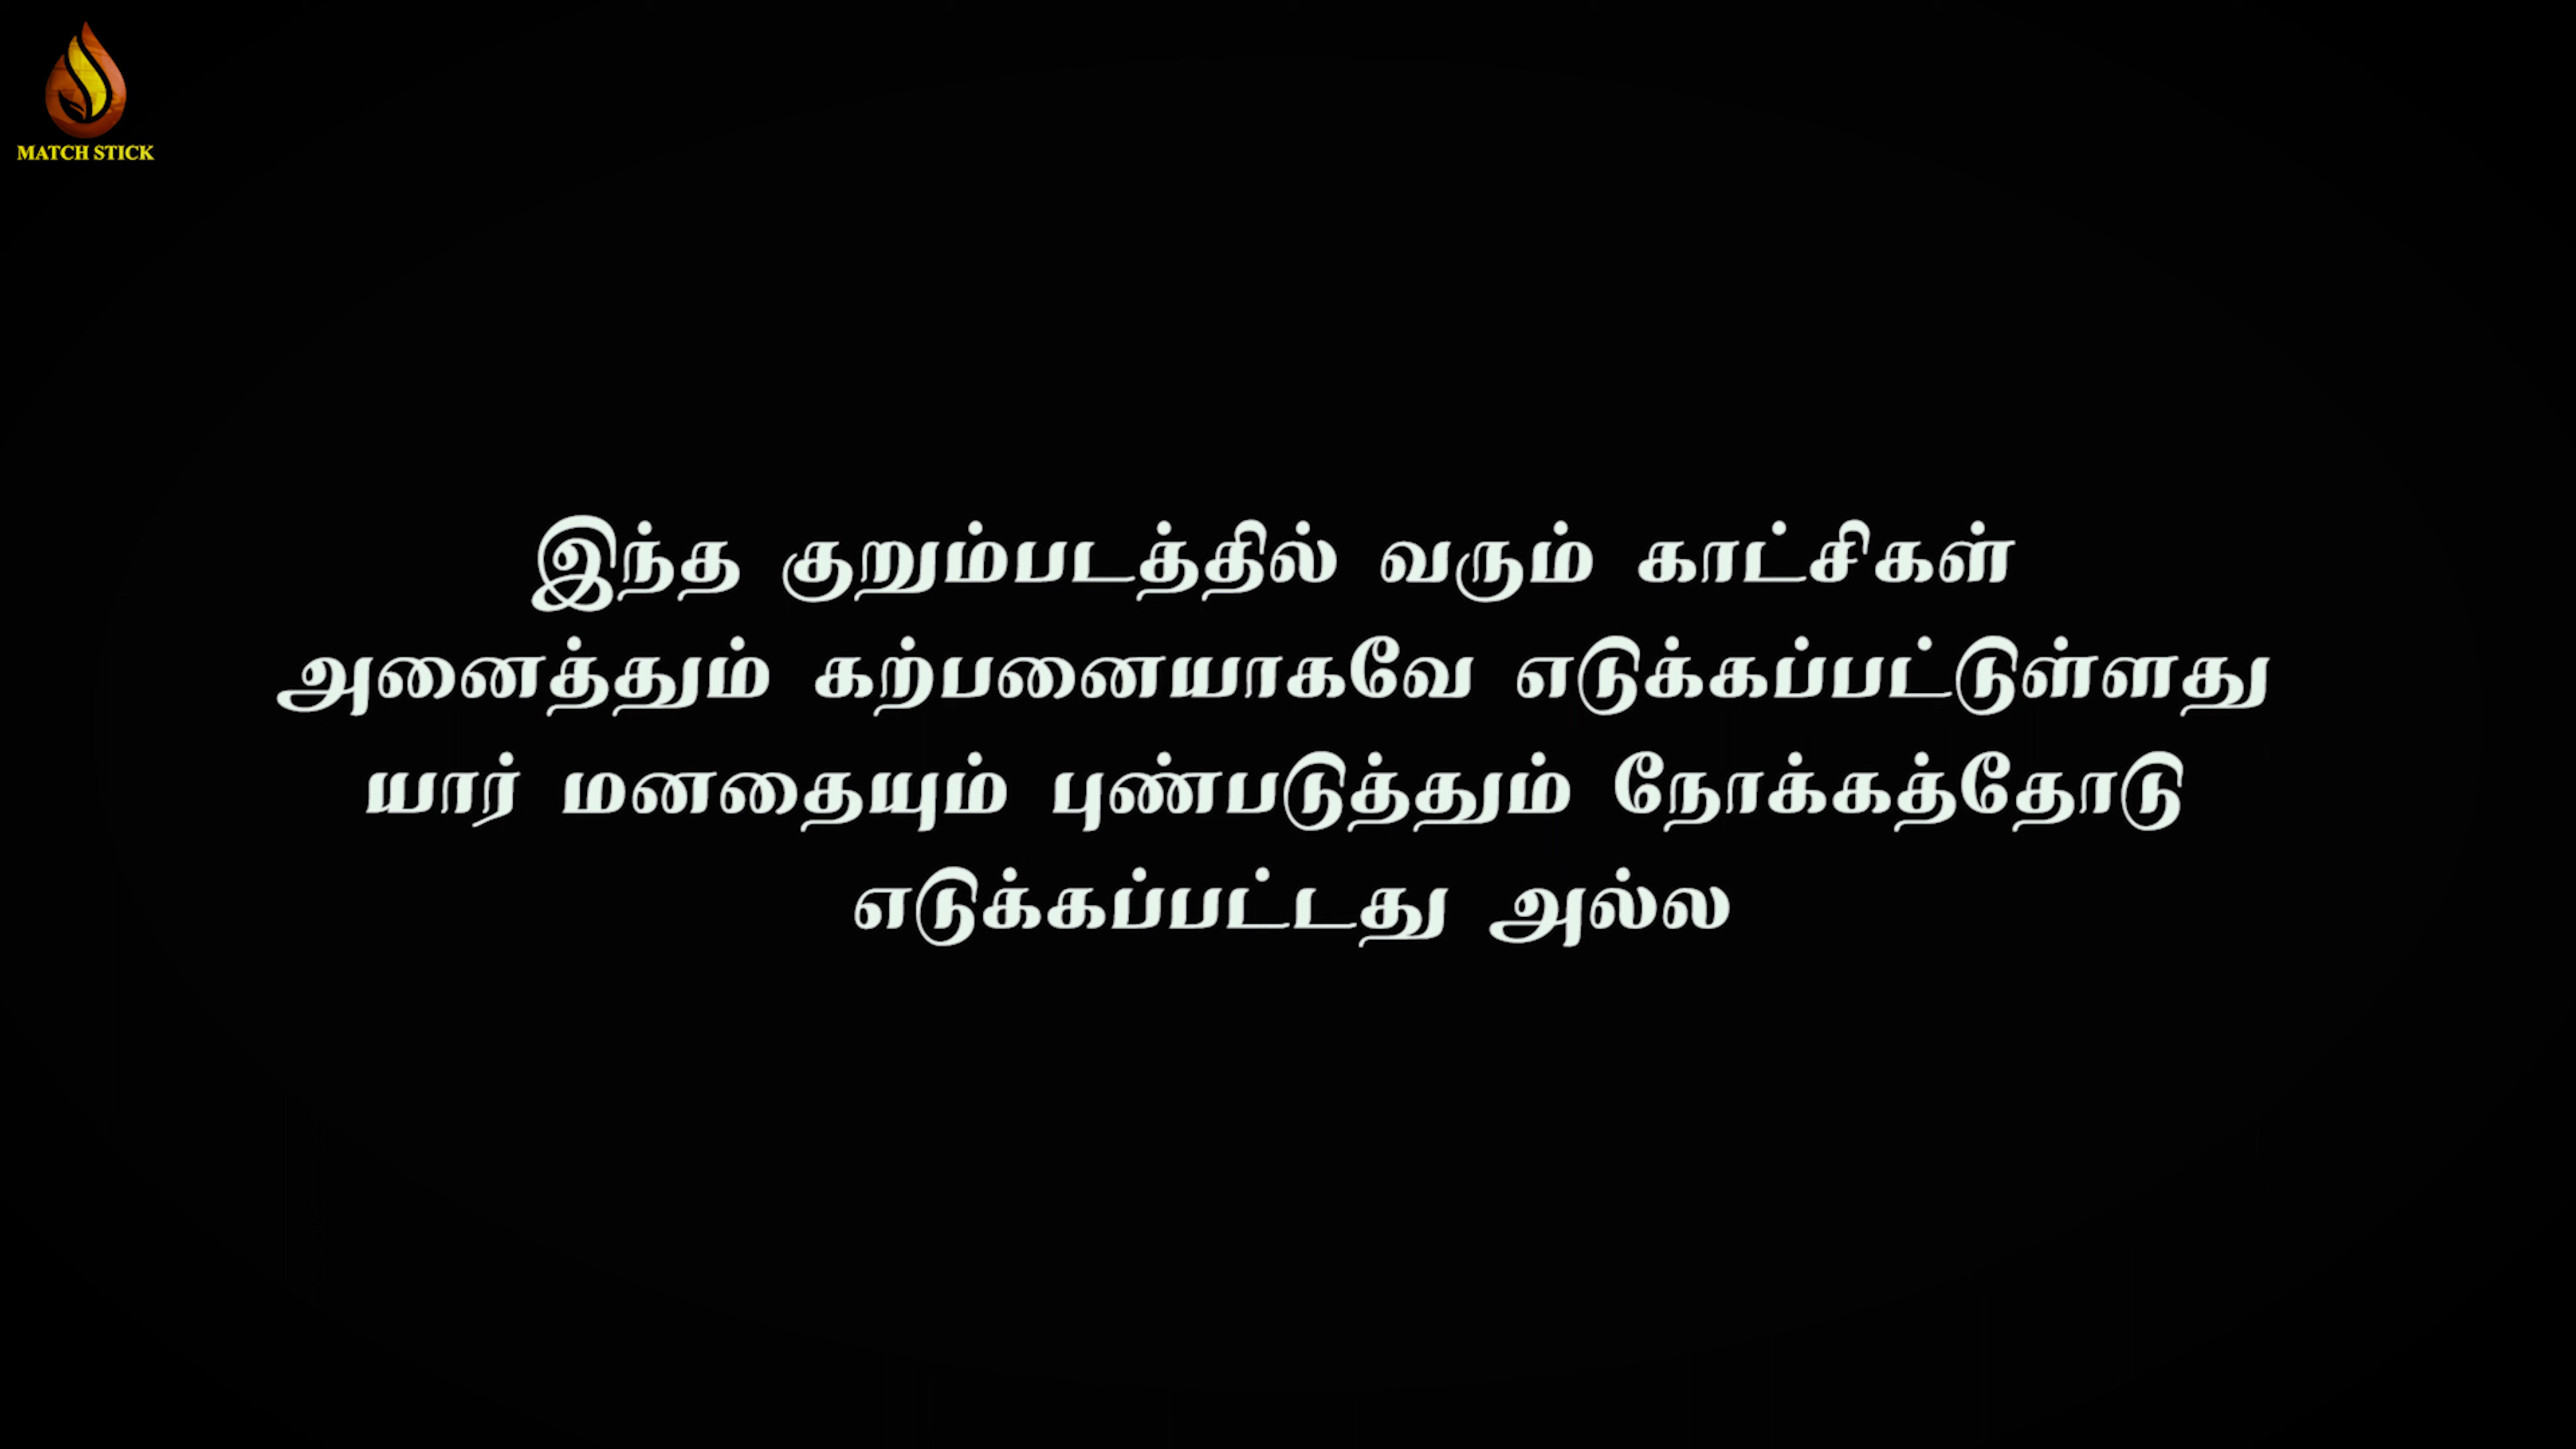 MATCH STICK
இந்த குறும்படத்தில் வரும் காட்சிகள்
அனைத்தும் கற்பனையாகவே எடுக்கப்பட்டுள்ளது
யார் மனதையும் புண்படுத்தும் நோக்கத்தோடு
எடுக்கப்பட்டது அல்ல